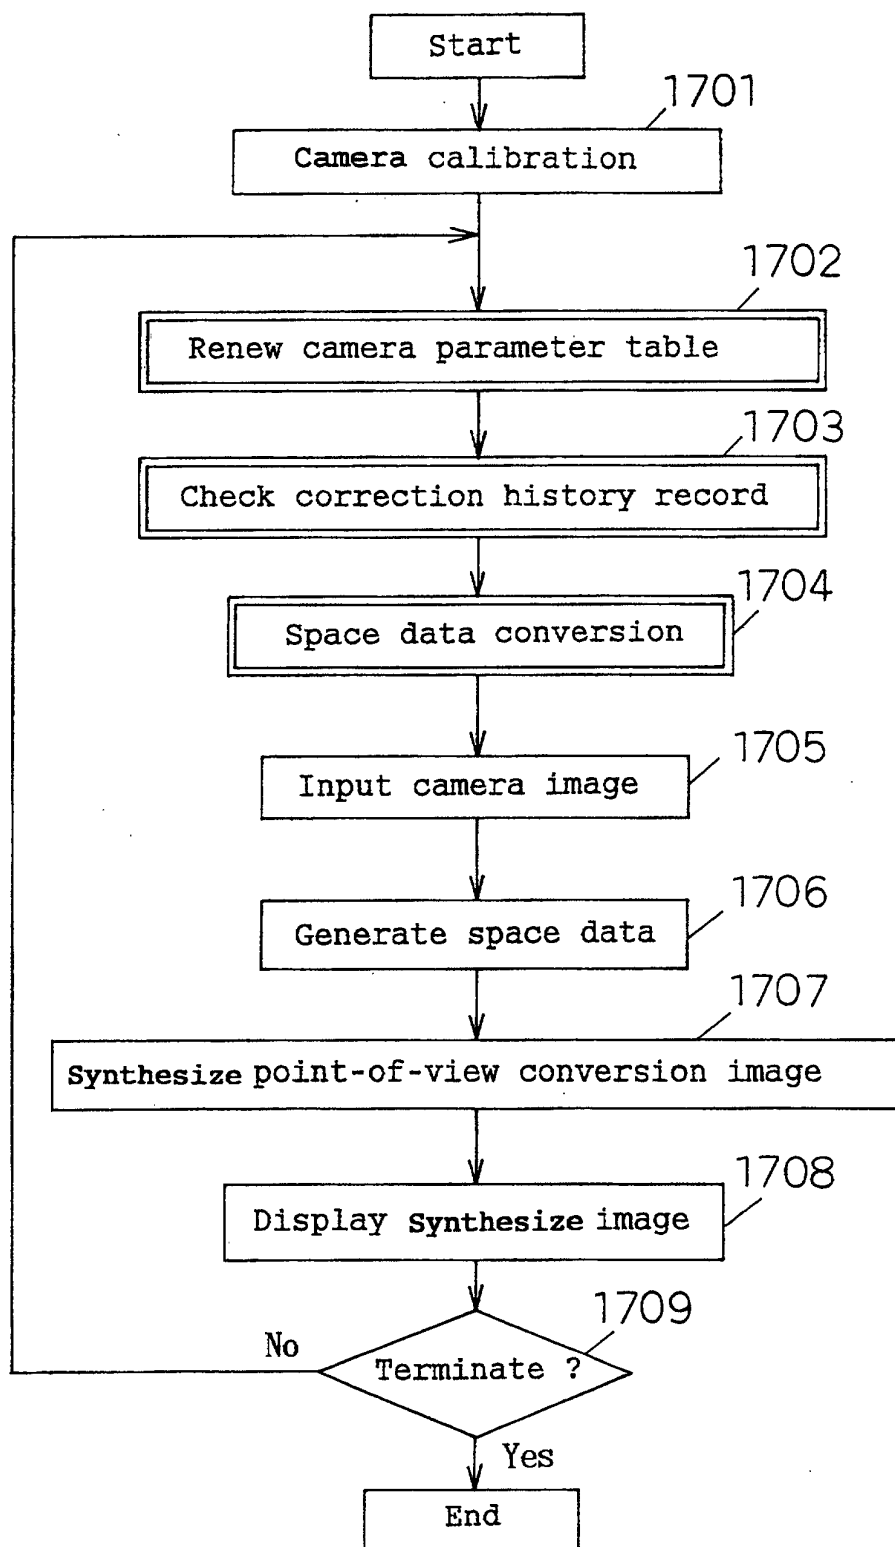 Start
1701
Camera calibration
1702
Renew camera parameter table
1703
Check correction history record
1704
Space data conversion
1705
Input camera image
1706
Generate space data
1707
Synthesize point-of-view conversion image
1708
Display Synthesize image
1709
No
Terminate ?
Yes
End